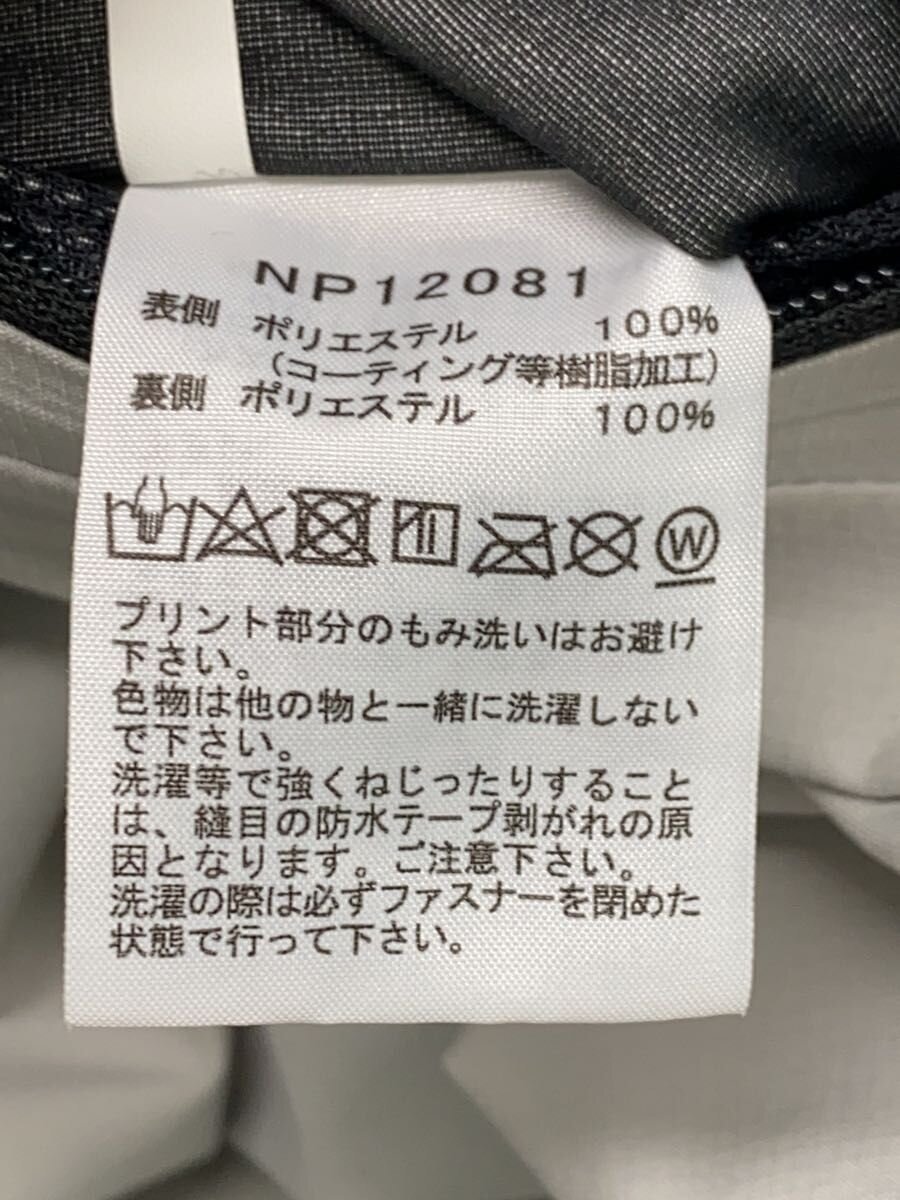 NP12081
表側 ポリエステル 100%
(コーティング等樹脂加工)
裏側 ポリエステル 100%
W
プリント部分のもみ洗いはお避け
下さい。
色物は他の物と一緒に洗濯しない
で下さい。
洗濯等で強くねじったりすること
は、縫目の防水テープ剥がれの原
因となります。ご注意下さい。
洗濯の際は必ずファスナーを閉めた
状態で行って下さい。